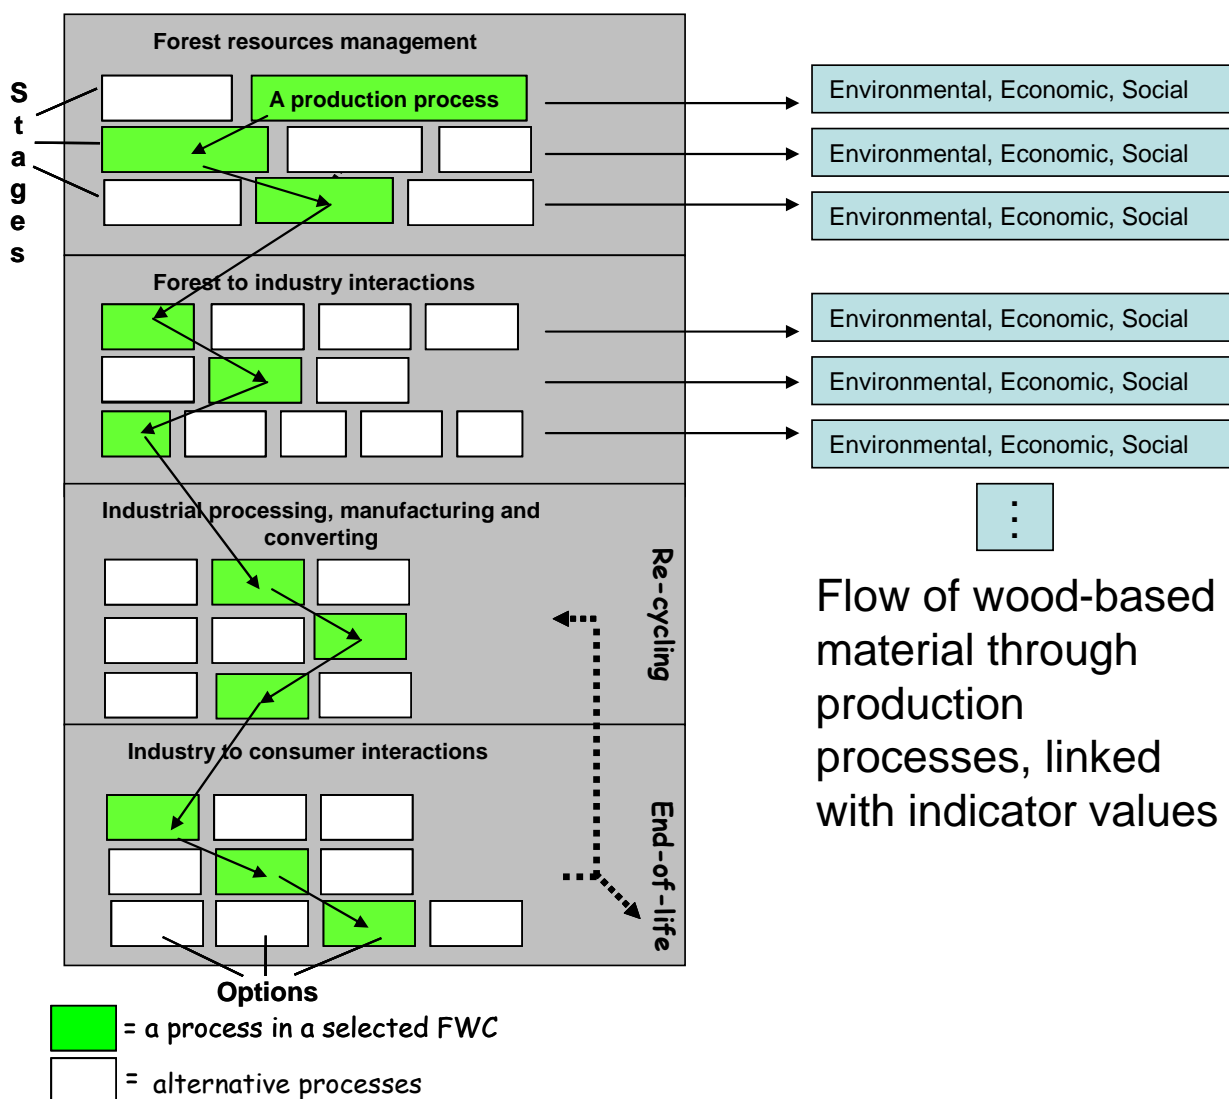 Forest resources management
Stages
A production process
Environmental, Economic, Social
Environmental, Economic, Social
Environmental, Economic, Social
Forest to industry interactions
Environmental, Economic, Social
Environmental, Economic, Social
Environmental, Economic, Social
⋮
Industrial processing, manufacturing and
converting
Re-cycling
Flow of wood-based
material through
production
processes, linked
with indicator values
Industry to consumer interactions
End-of-life
Options
= a process in a selected FWC
= alternative processes